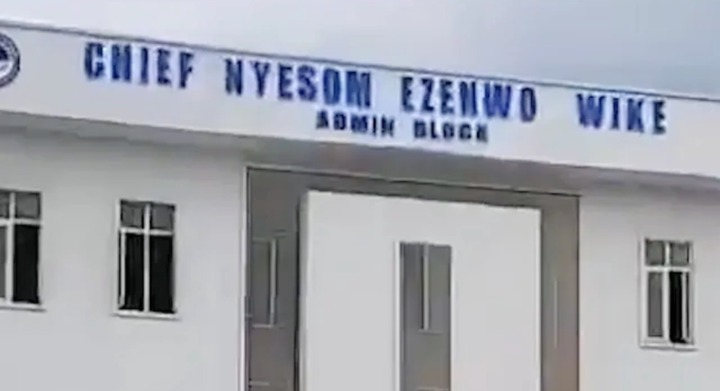 CHIEF NYESOM EZENWO WIKE
ADMIN BLOCK